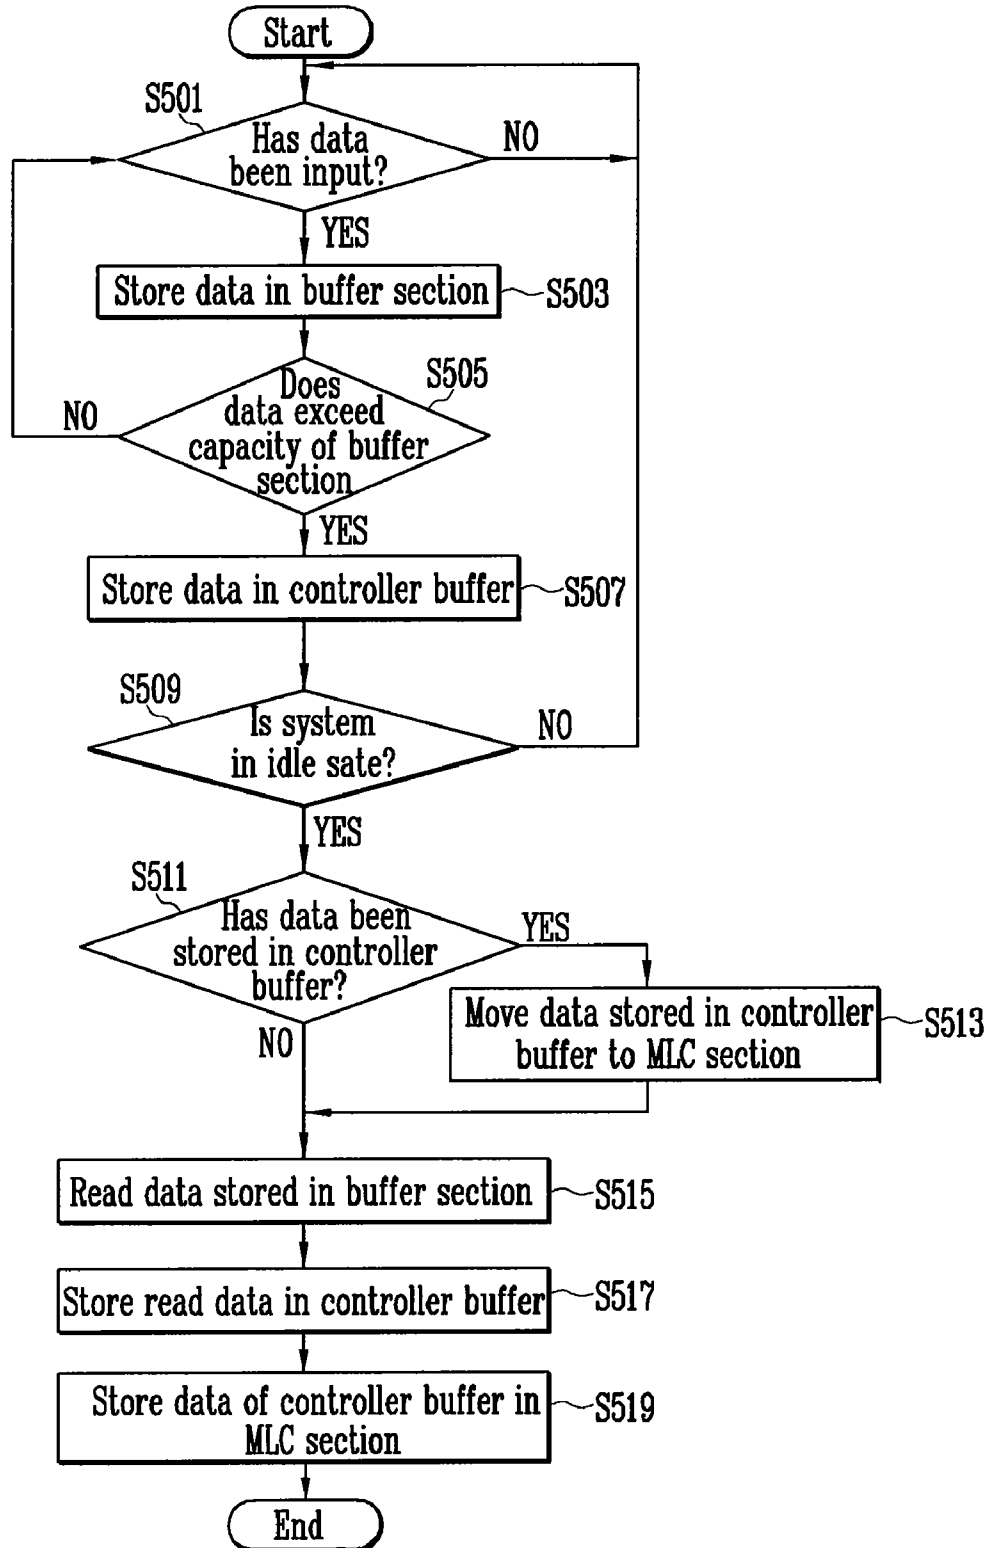 Start
S501
Has data
been input?
NO
YES
Store data in buffer section
S503
Does
data exceed
capacity of buffer
section
S505
NO
YES
Store data in controller buffer
S507
S509
Is system
in idle sate?
NO
YES
S511
Has data been
stored in controller
buffer?
YES
NO
Move data stored in controller
buffer to MLC section
S513
Read data stored in buffer section
S515
Store read data in controller buffer
S517
Store data of controller buffer in
MLC section
S519
End